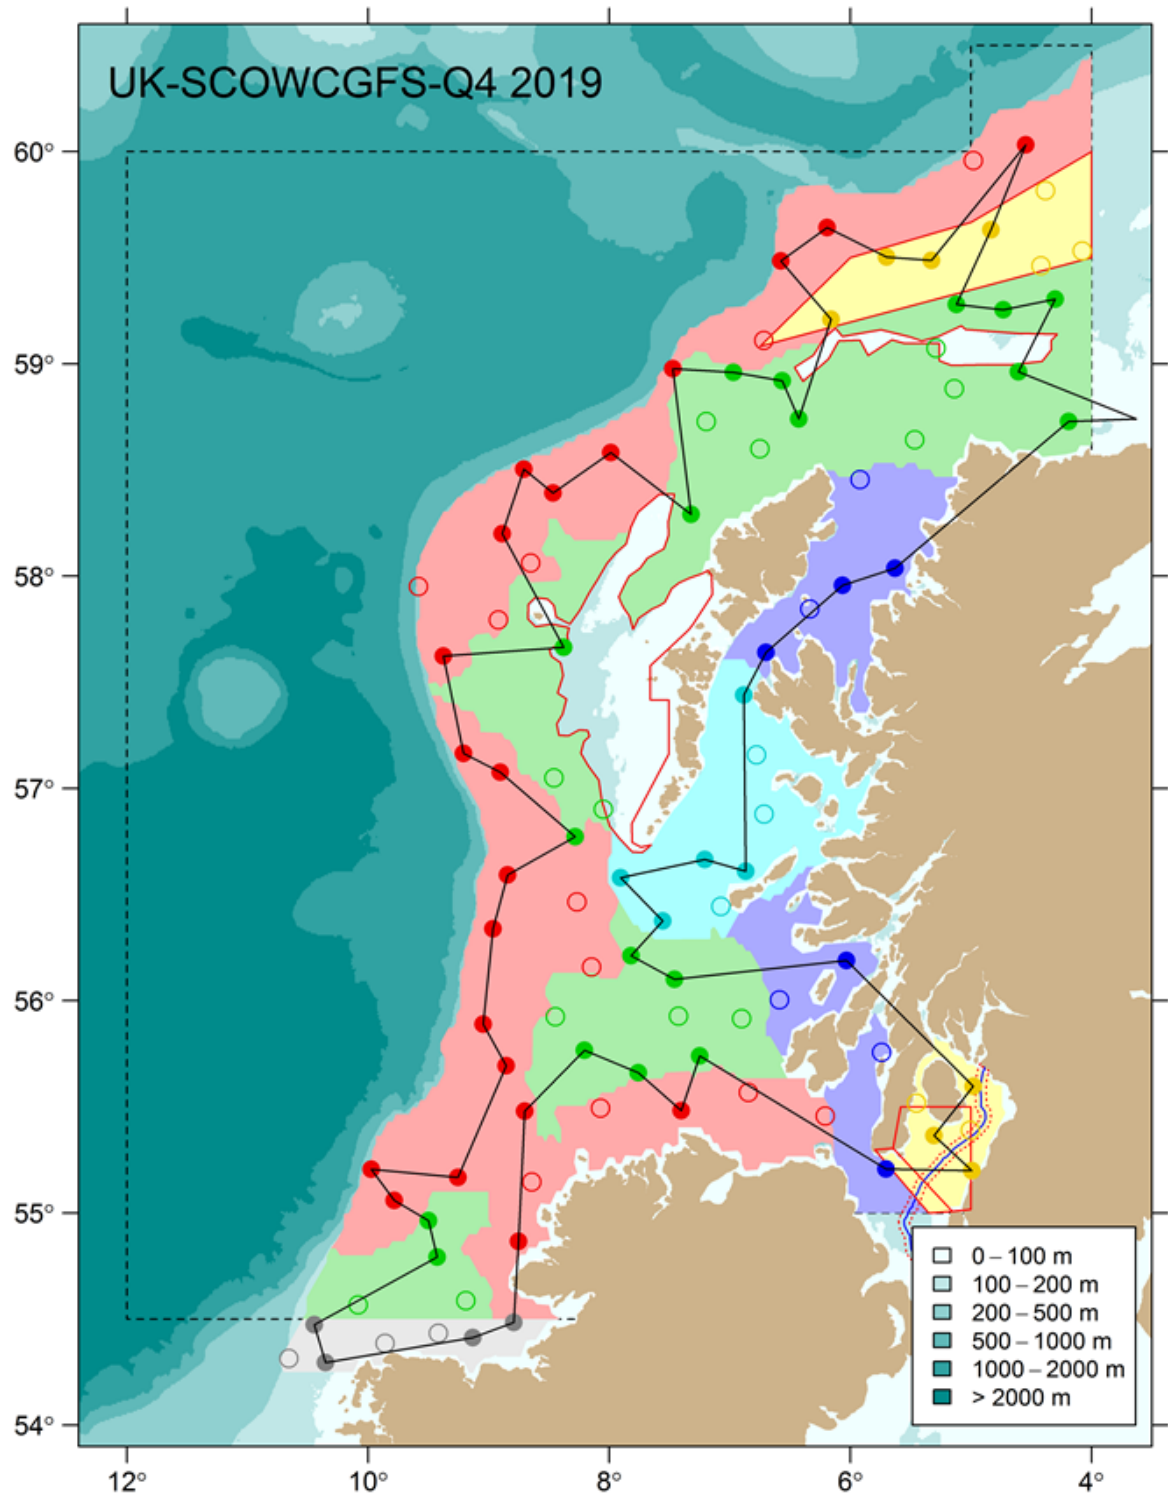 UK-SCOWCGFS-Q4 2019
60°
59°
58°
57°
56°
55°
54°
0 – 100 m
100 – 200 m
200 – 500 m
500 – 1000 m
1000 – 2000 m
> 2000 m
12° 10° 8° 6° 4°